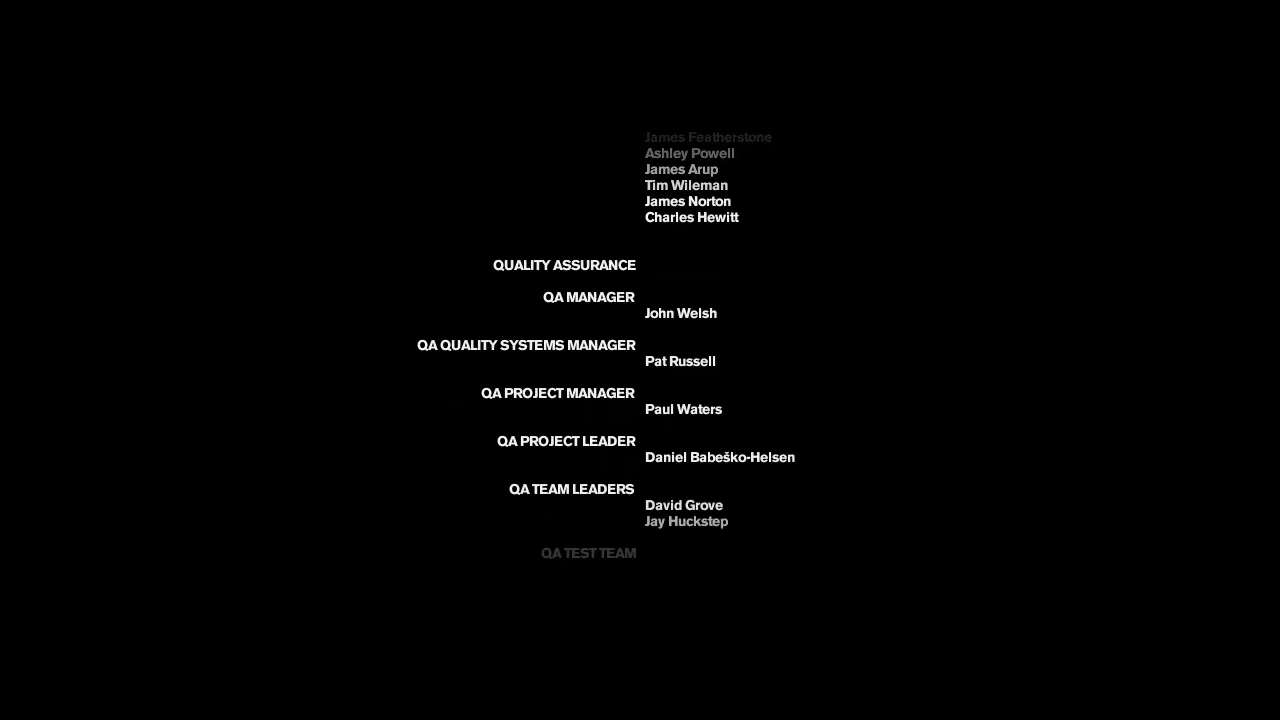 James Featherstone
Ashley Powell
James Arup
Tim Wileman
James Norton
Charles Hewitt
QUALITY ASSURANCE
QA MANAGER
John Welsh
QA QUALITY SYSTEMS MANAGER
Pat Russell
QA PROJECT MANAGER
Paul Waters
QA PROJECT LEADER
Daniel Babeško-Helsen
QA TEAM LEADERS
David Grove
Jay Huckstep
QA TEST TEAM